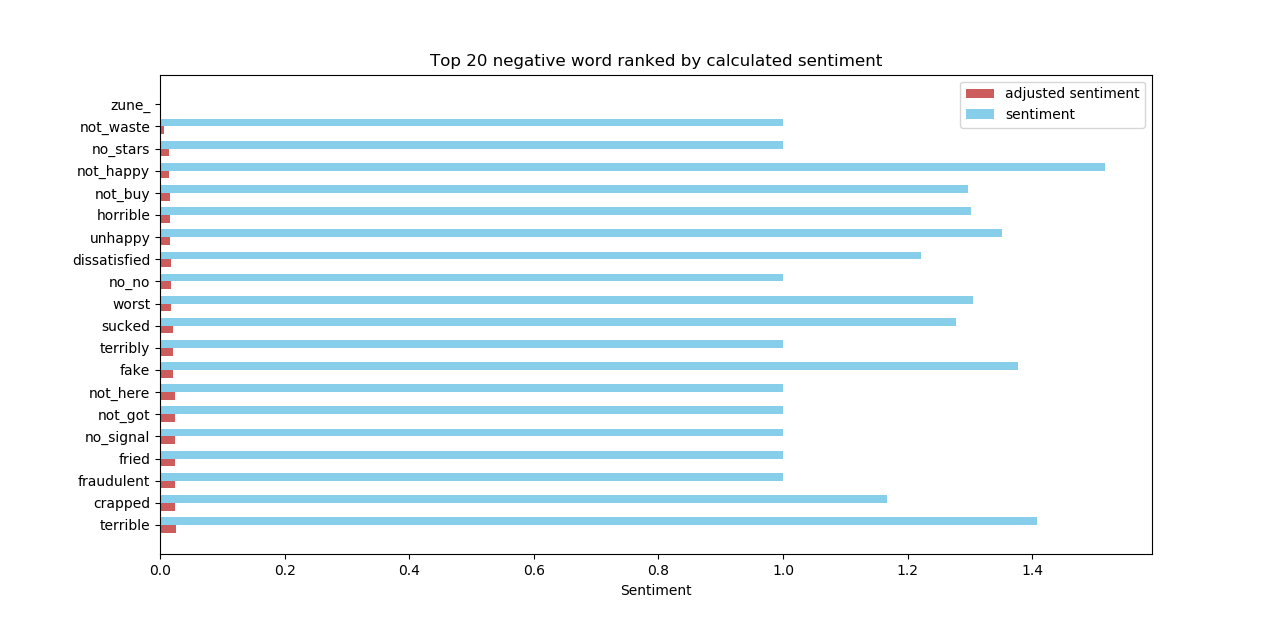 Top 20 negative word ranked by calculated sentiment
adjusted sentiment
sentiment
zune_
not_waste
no_stars
not_happy
not_buy
horrible
unhappy
dissatisfied
no_no
worst
sucked
terribly
fake
not_here
not_got
no_signal
fried
fraudulent
crapped
terrible
0.0 0.2 0.4 0.6 0.8 1.0 1.2 1.4
Sentiment